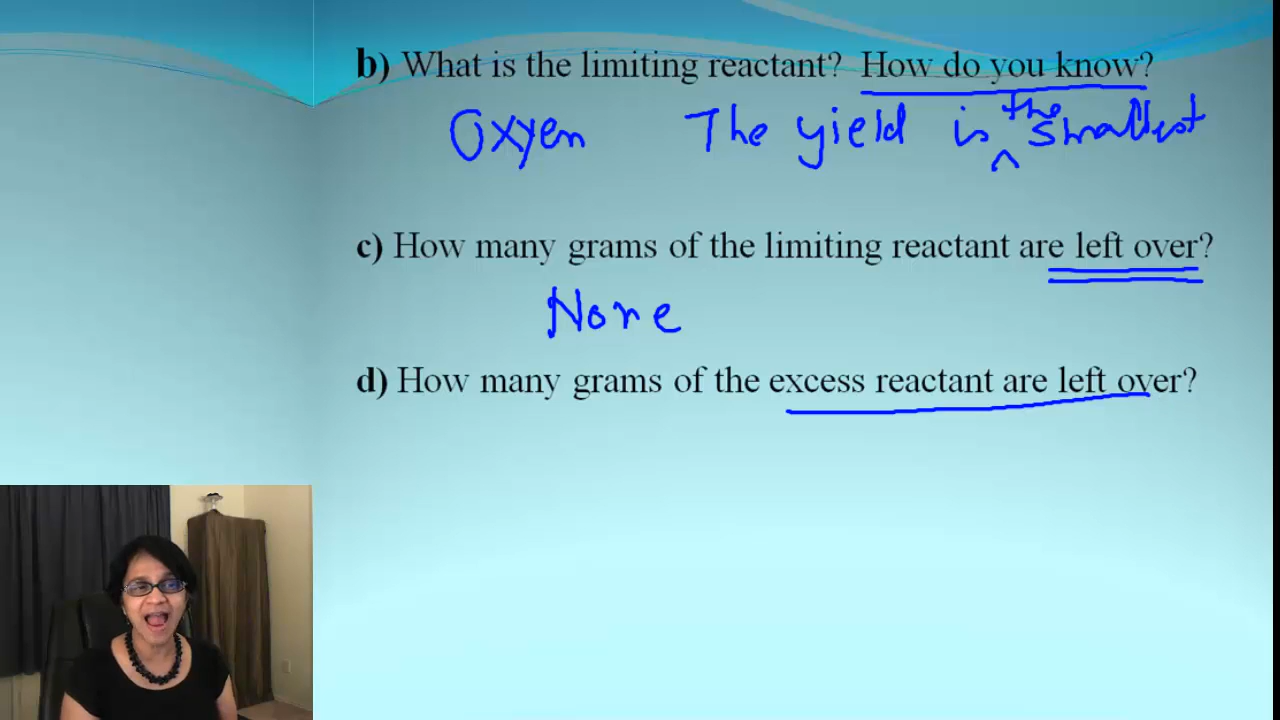 b) What is the limiting reactant? How do you know?
Oxyen The yield is the smallest
c) How many grams of the limiting reactant are left over?
None
d) How many grams of the excess reactant are left over?